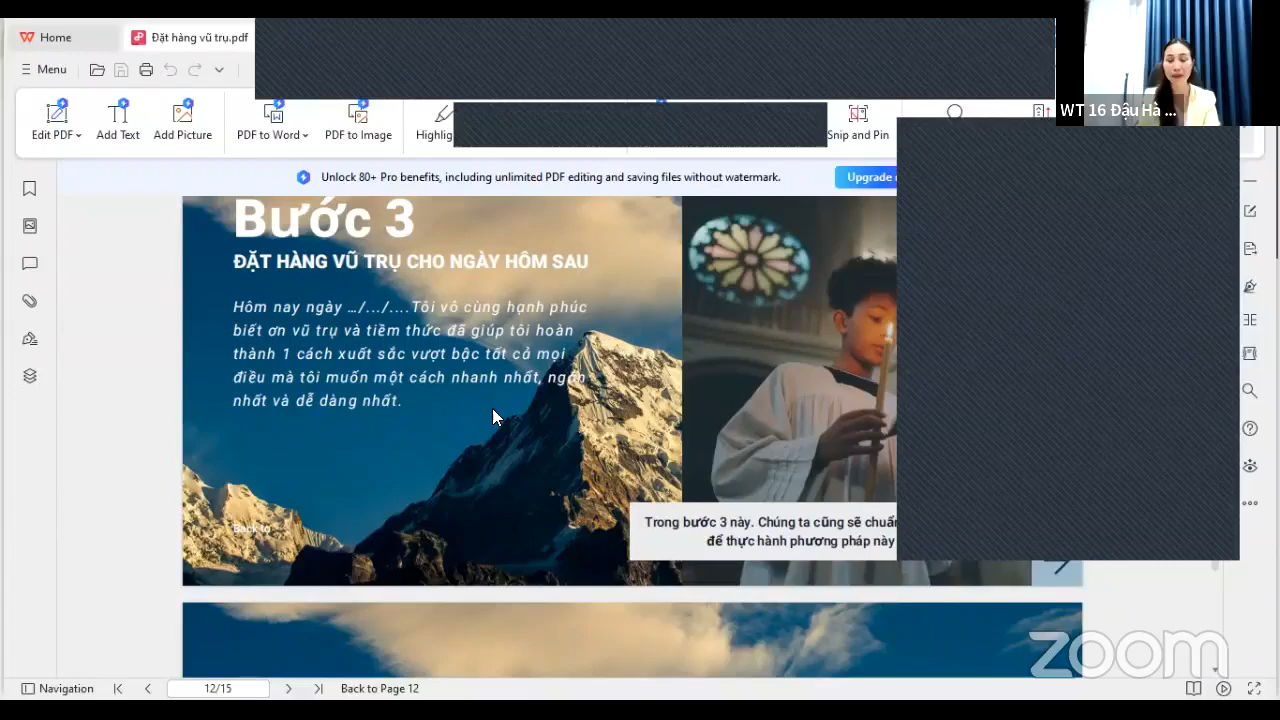 Home
Đặt hàng vũ trụ.pdf
WT 16 Đậu Hà ...
Menu
Edit PDF
Add Text
Add Picture
PDF to Word
PDF to Image
Highlig
Snip and Pin
Unlock 80+ Pro benefits, including unlimited PDF editing and saving files without watermark.
Upgrade
Bước 3
ĐẶT HÀNG VŨ TRỤ CHO NGÀY HÔM SAU
Hôm nay ngày .../.../....Tôi vô cùng hạnh phúc
biết ơn vũ trụ và tiềm thức đã giúp tôi hoàn
thành 1 cách xuất sắc vượt bậc tất cả mọi
điều mà tôi muốn một cách nhanh nhất, ngắn
nhất và dễ dàng nhất.
Back to
Trong bước 3 này. Chúng ta cũng sẽ chuẩn
để thực hành phương pháp này
zoom
Navigation
12/15
Back to Page 12